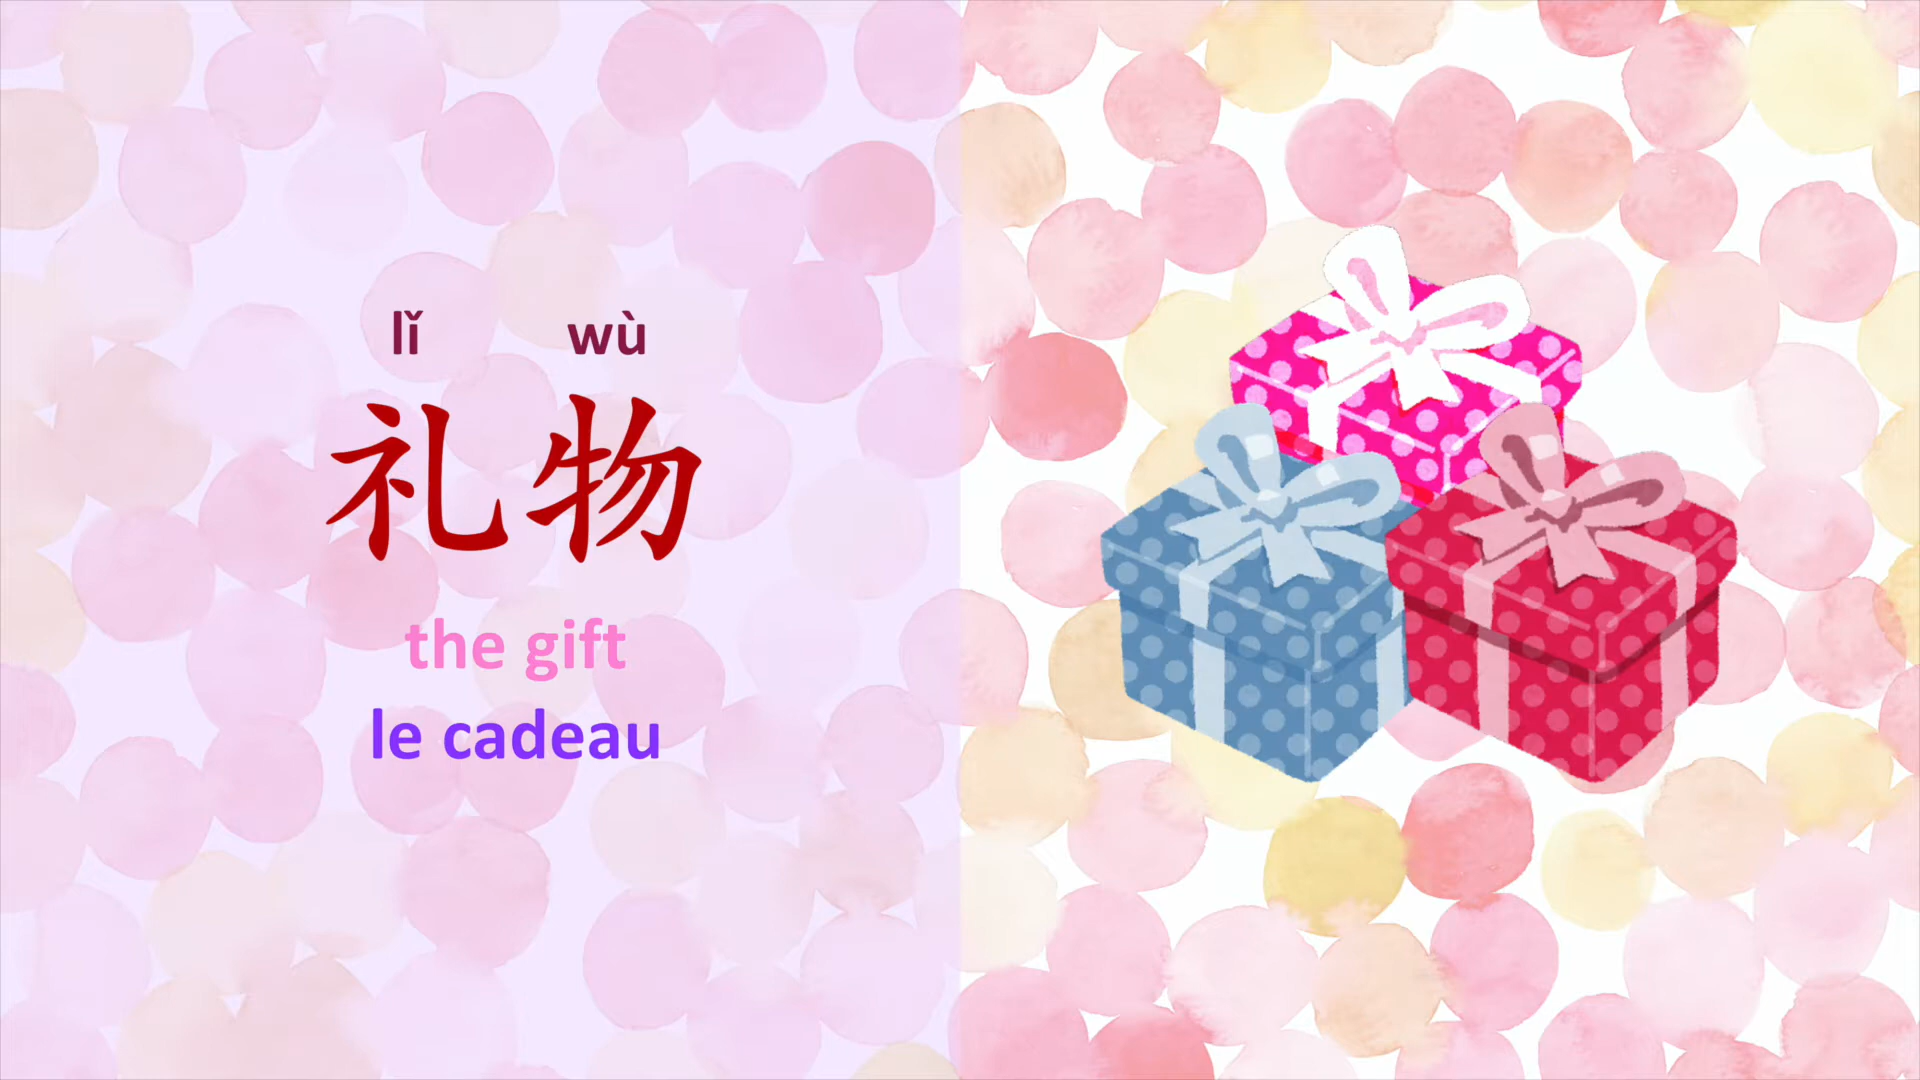 lǐ wù
礼物
the gift
le cadeau